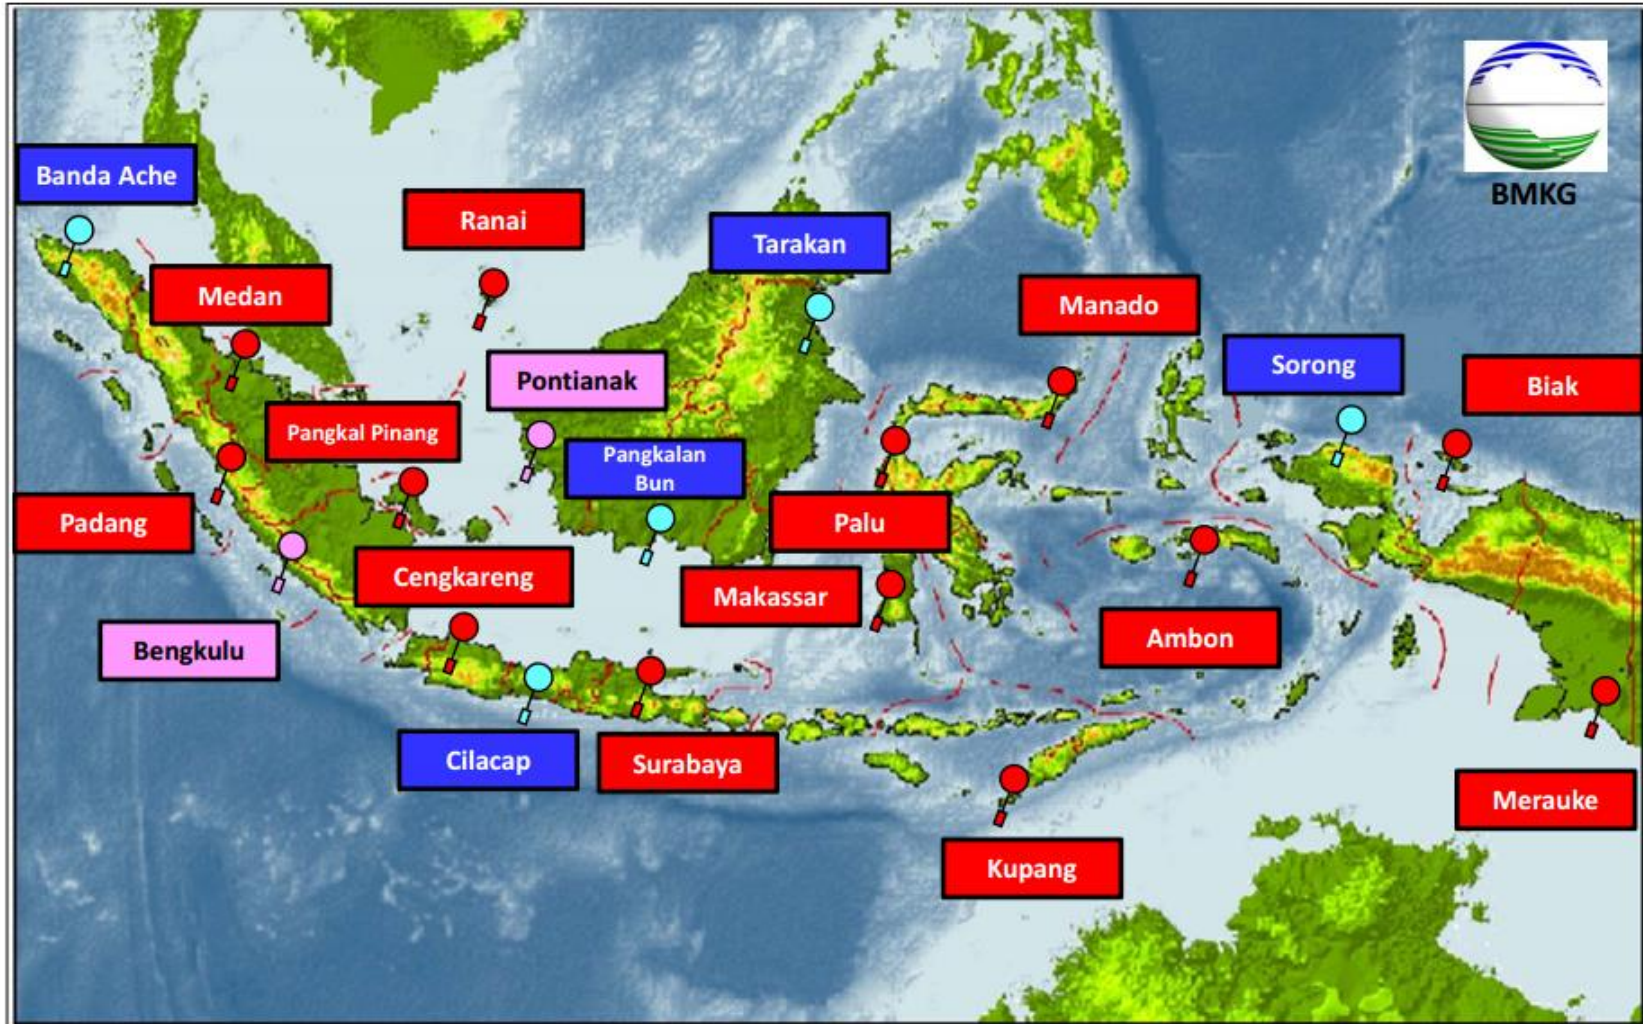 BMKG
Banda Ache
Ranai
Tarakan
Medan
Manado
Sorong
Pontianak
Biak
Pangkal Pinang
Pangkalan
Bun
Padang
Palu
Cengkareng
Makassar
Ambon
Bengkulu
Cilacap
Surabaya
Merauke
Kupang